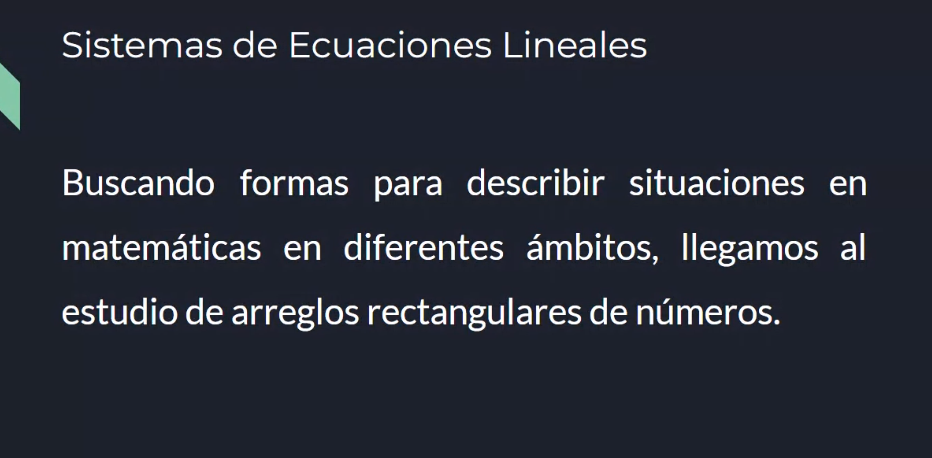 Sistemas de Ecuaciones Lineales
Buscando formas para describir situaciones en
matemáticas en diferentes ámbitos, llegamos al
estudio de arreglos rectangulares de números.